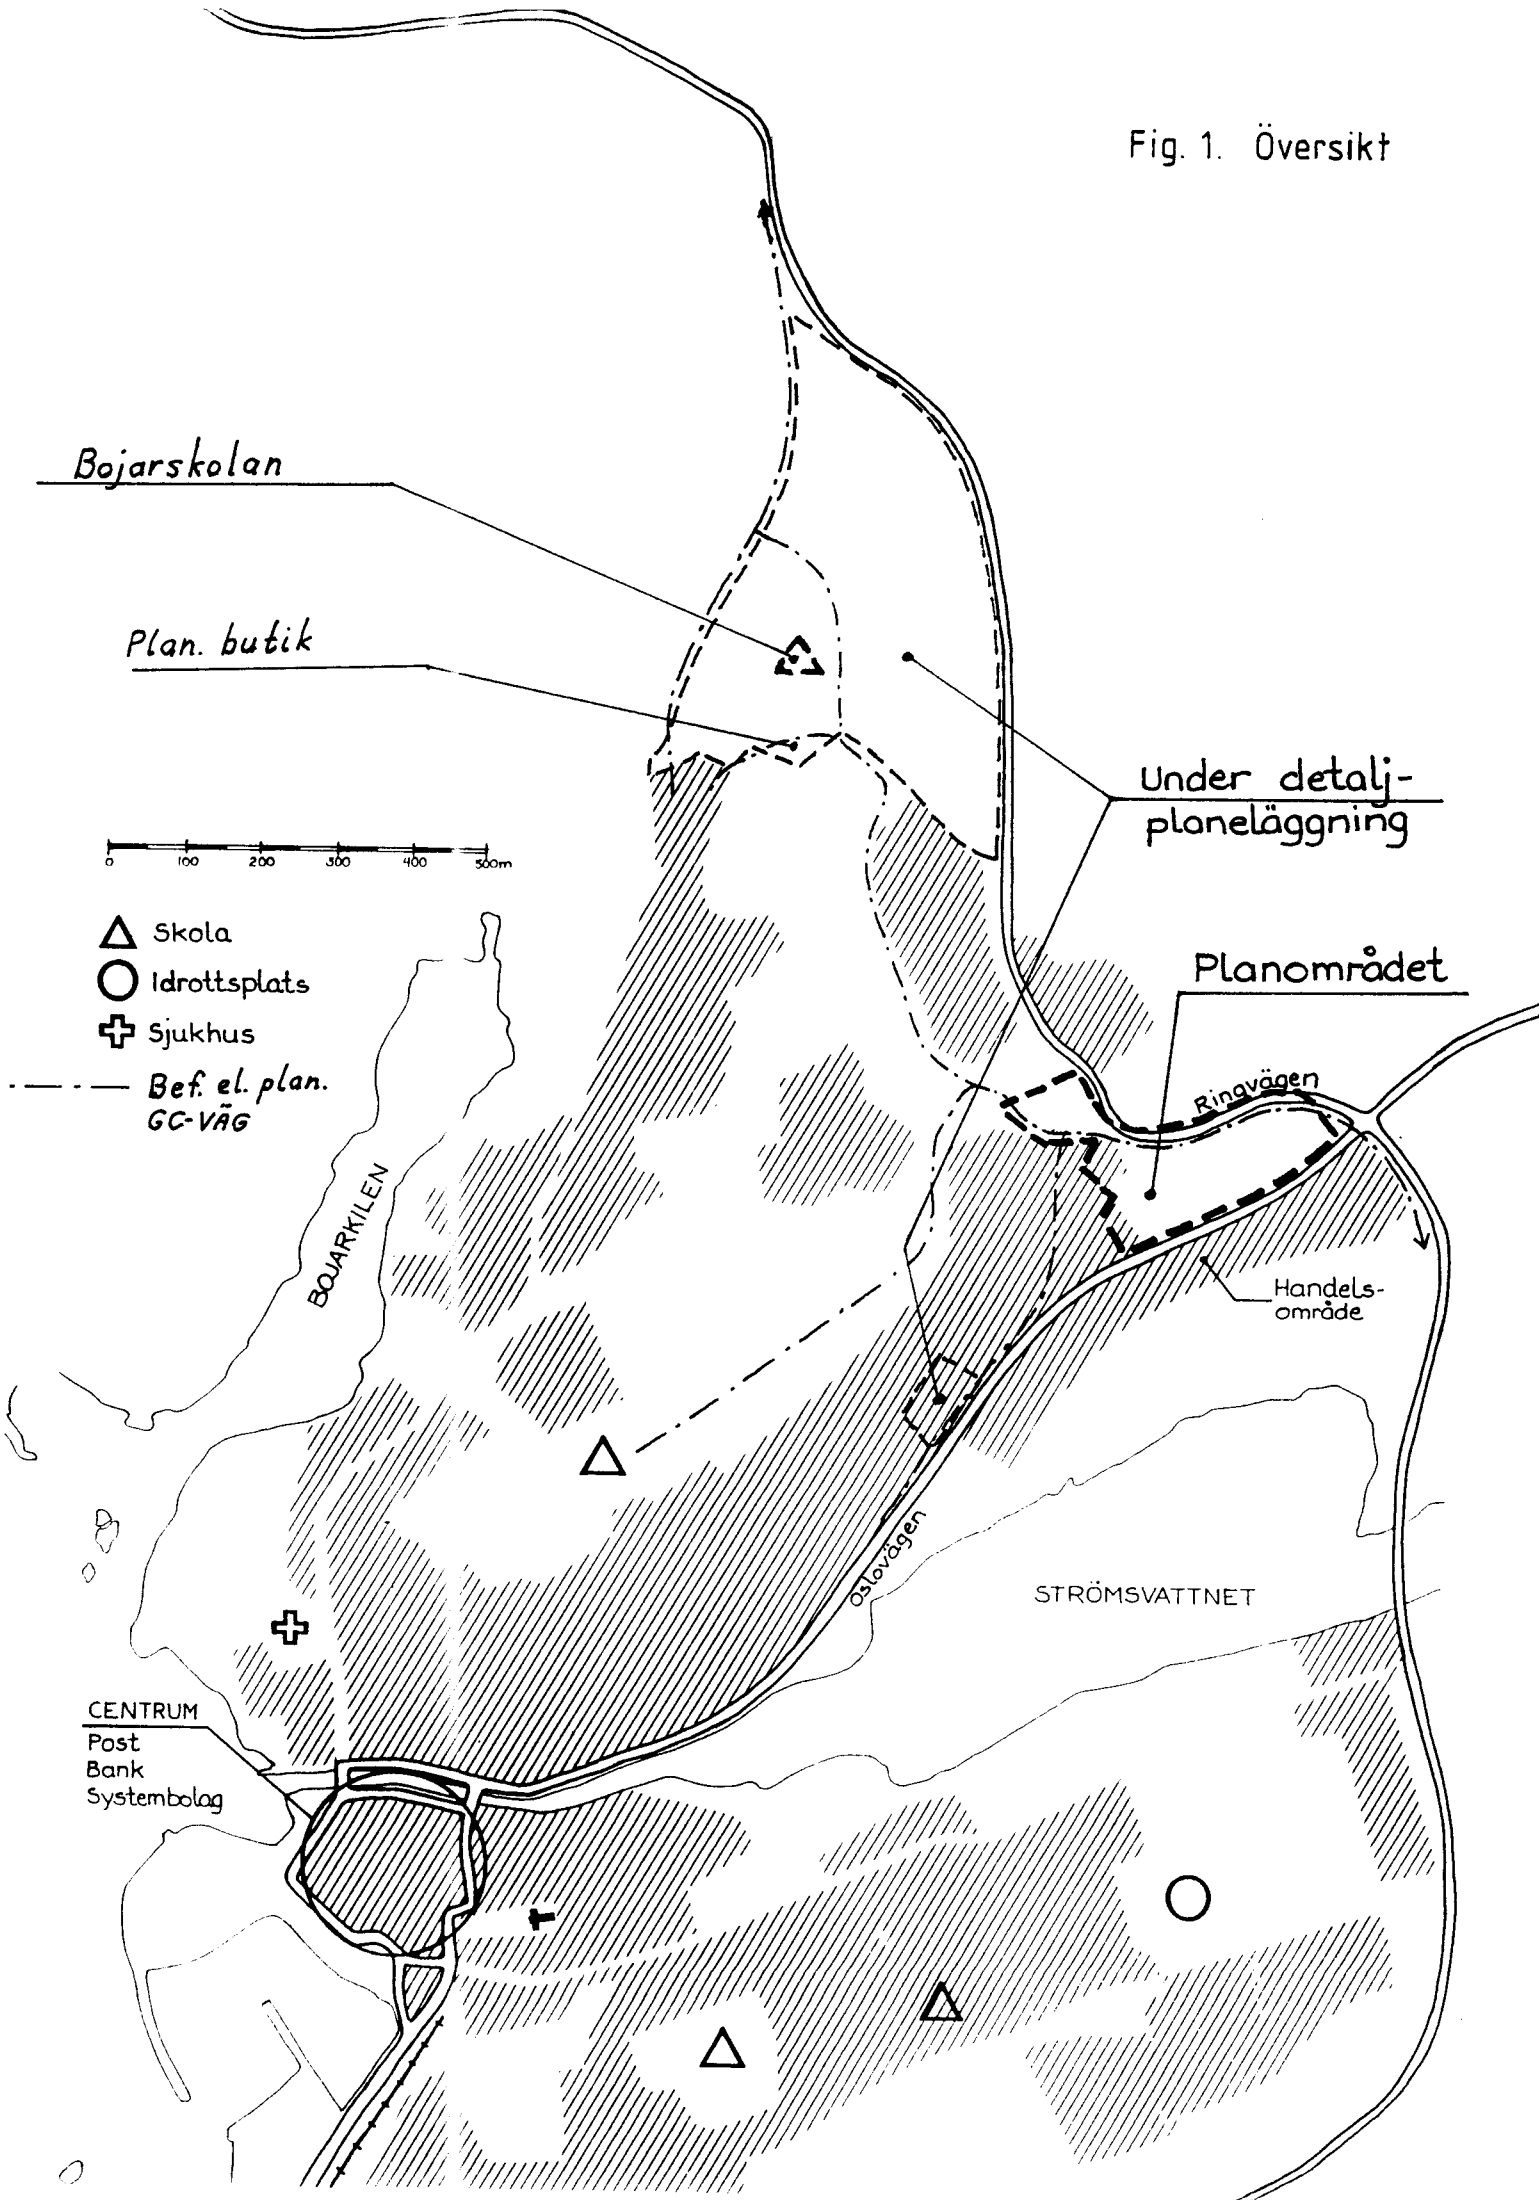 Fig. 1. Översikt
Bojarskolan
Plan. butik
Under detalj-
planeläggning
0 100 200 300 400 500m
Skola
Idrottsplats
Sjukhus
Bef. el. plan.
GC-VÄG
Planområdet
Ringvägen
BOJARKILEN
Handels-
område
Oslovägen
STRÖMSVATTNET
CENTRUM
Post
Bank
Systembolag